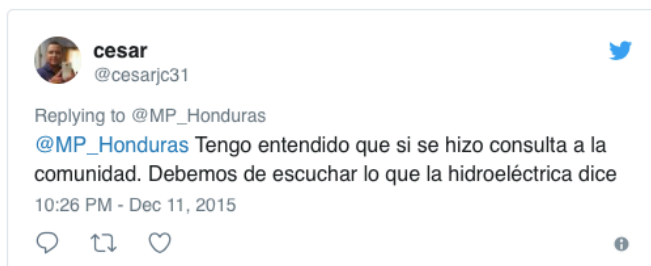 cesar
@cesarjc31
Replying to @MP_Honduras
@MP_Honduras Tengo entendido que si se hizo consulta a la
comunidad. Debemos de escuchar lo que la hidroeléctrica dice
10:26 PM - Dec 11, 2015